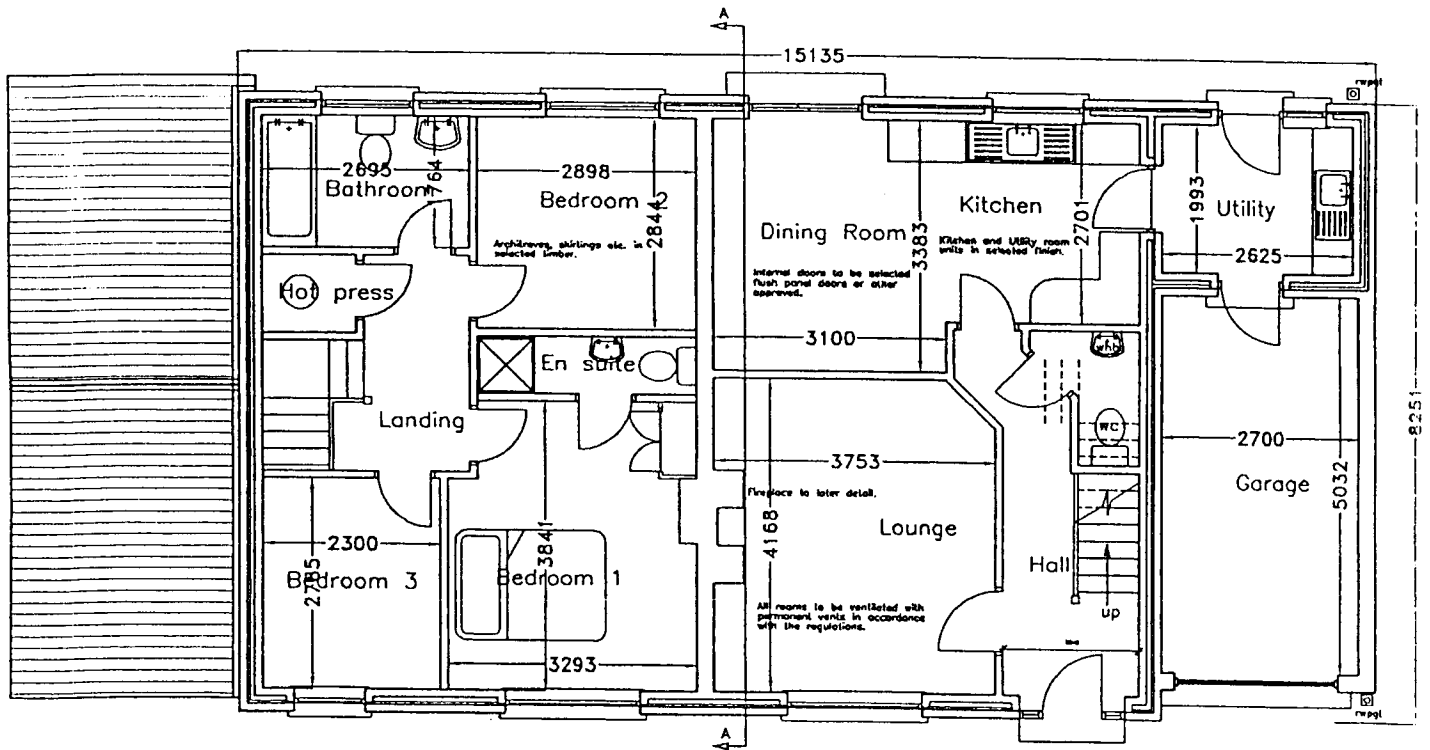 A
15135
rwpgl
2695
Bathroom
1764
2898
Bedroom 2
2844
Architraves, skirtings etc. in
selected timber.
Dining Room
3383
Kitchen
2701
Kitchen and Utility room
units in selected finish.
Internal doors to be selected
flush panel doors or other
approved.
1993
Utility
2625
Hot press
3100
En suite
whb
Landing
WC
2700
8251
3753
Garage
5032
Fireplace to later detail.
4168
Lounge
2300
3841
Bedroom 3
2785
Bedroom 1
Hall
up
All rooms to be ventilated with
permanent vents in accordance
with the regulations.
3293
rwpgl
A